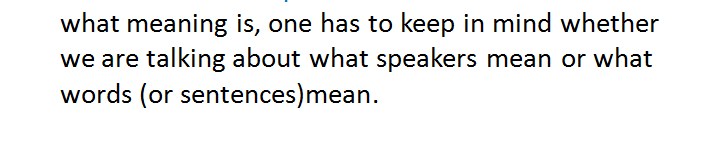 what meaning is, one has to keep in mind whether
we are talking about what speakers mean or what
words (or sentences)mean.